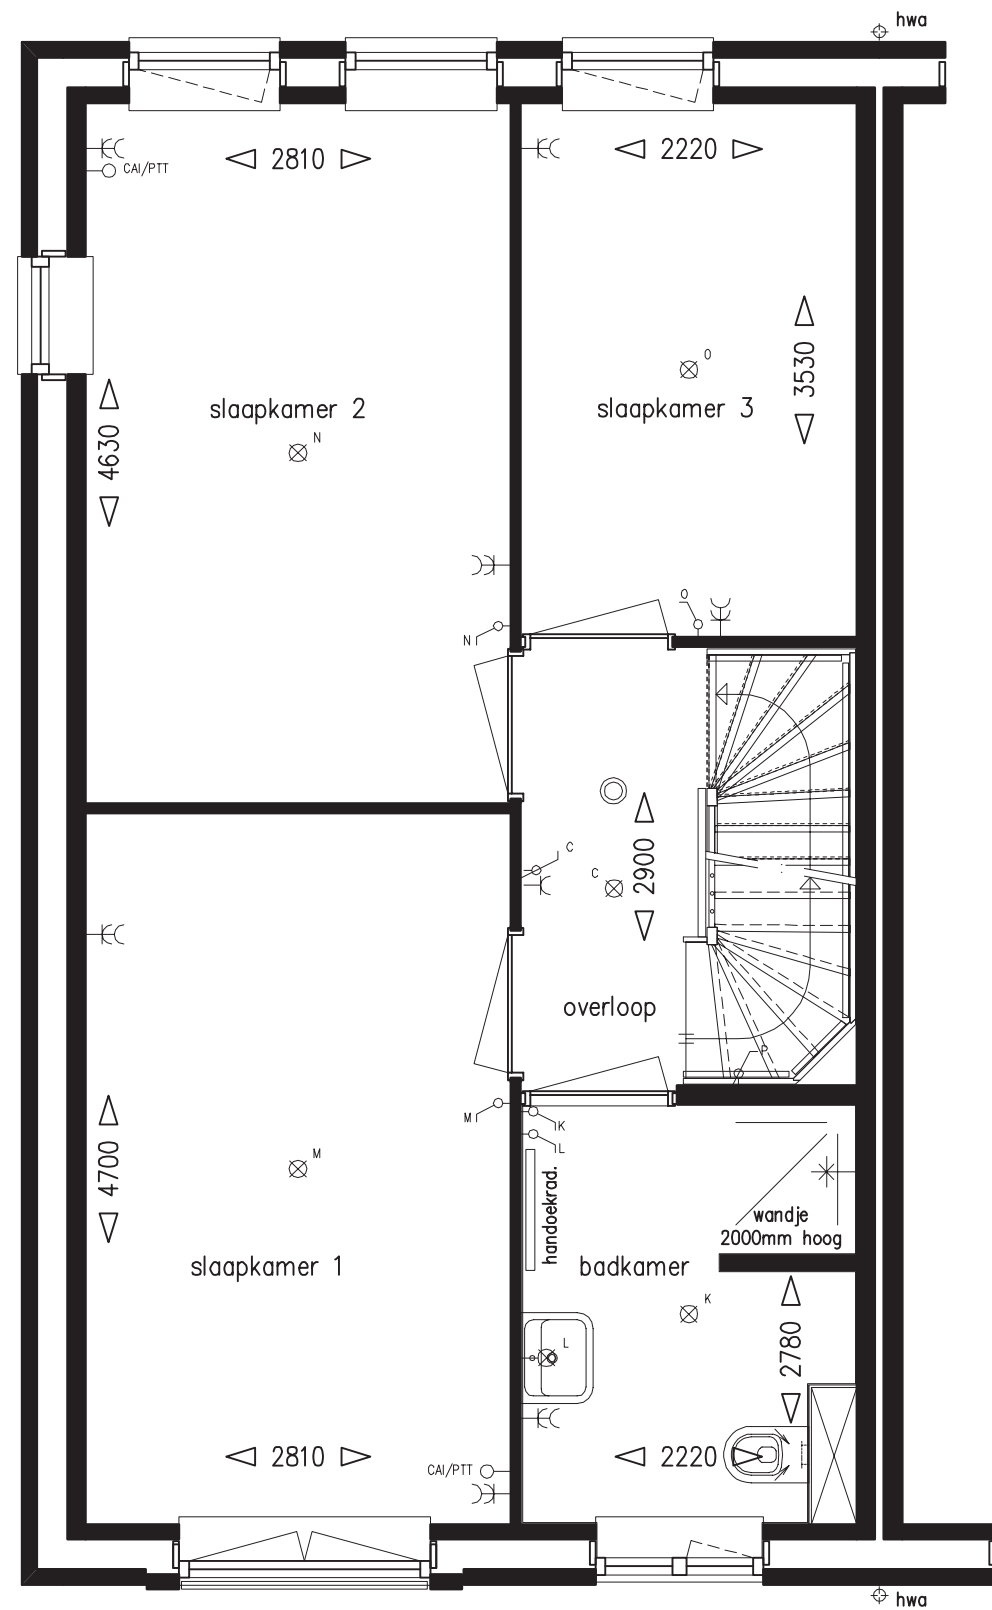 hwa
2810
2220
CAI/PTT
O
3530
slaapkamer 2
slaapkamer 3
N
4630
O
N
C
C
2900
overloop
P
M
K
L
M
4700
handoekrad.
wandje
2000mm hoog
slaapkamer 1
badkamer
K
L
2780
2810
2220
CAI/PTT
hwa